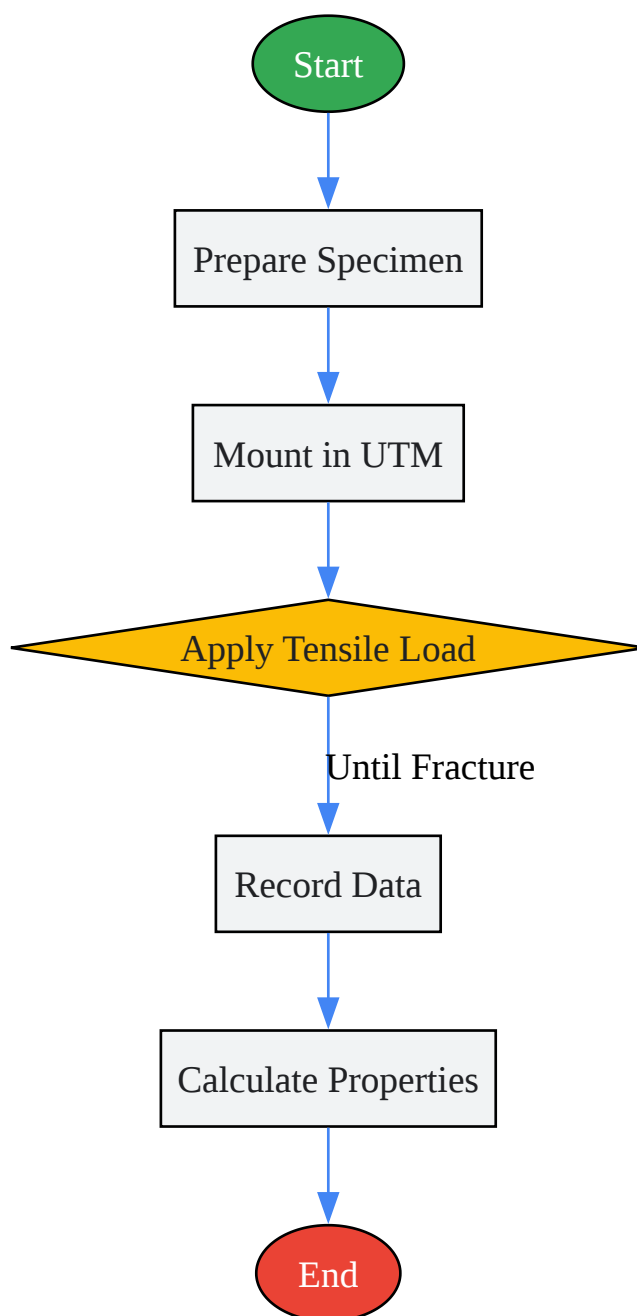 Start
Prepare Specimen
Mount in UTM
Apply Tensile Load
Until Fracture
Record Data
Calculate Properties
End